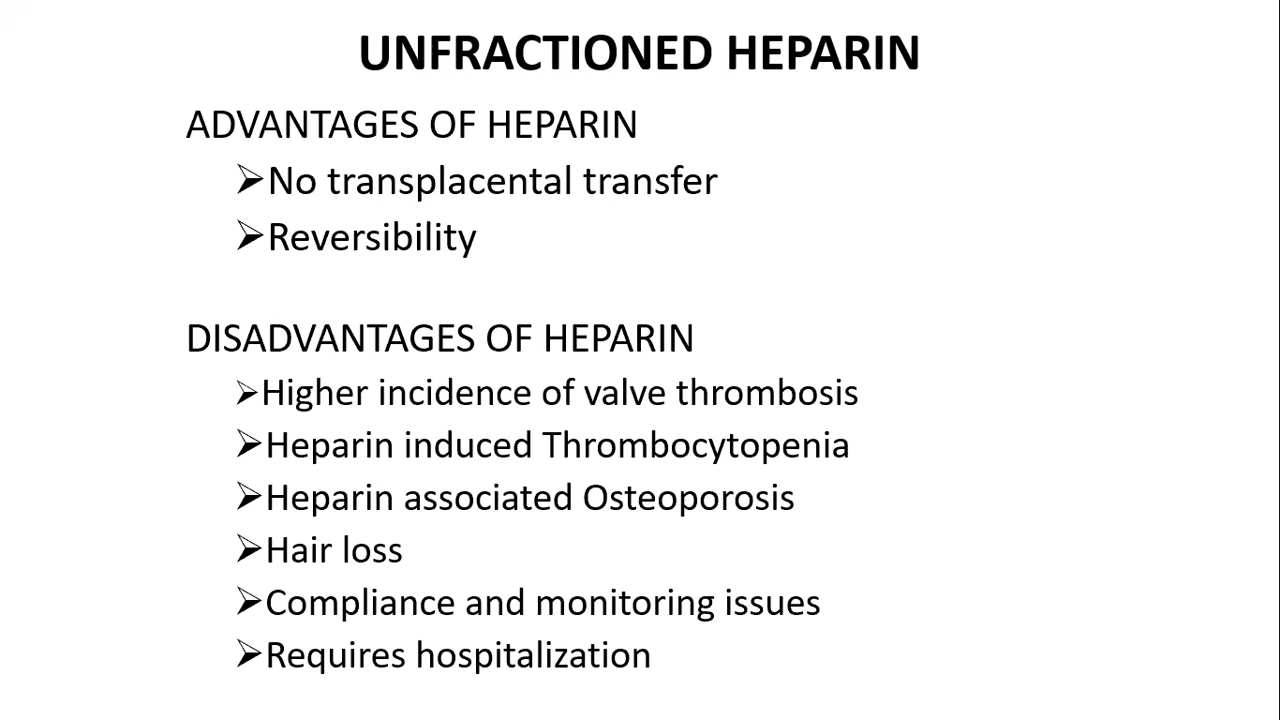 UNFRACTIONED HEPARIN
ADVANTAGES OF HEPARIN
➢No transplacental transfer
➢Reversibility
DISADVANTAGES OF HEPARIN
➢Higher incidence of valve thrombosis
➢Heparin induced Thrombocytopenia
➢Heparin associated Osteoporosis
➢Hair loss
➢Compliance and monitoring issues
➢Requires hospitalization